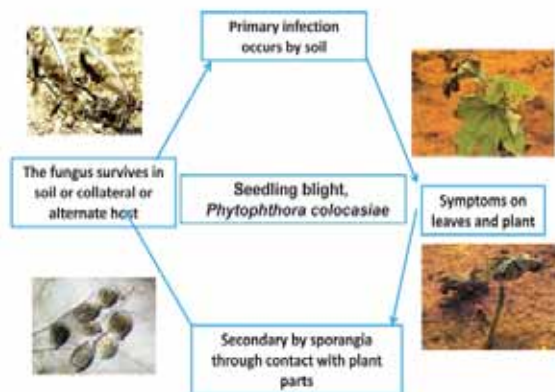 Primary infection
occurs by soil
The fungus survives in
soil or collateral or
alternate host
Seedling blight,
Phytophthora colocasiae
Symptoms on
leaves and plant
Secondary by sporangia
through contact with plant
parts